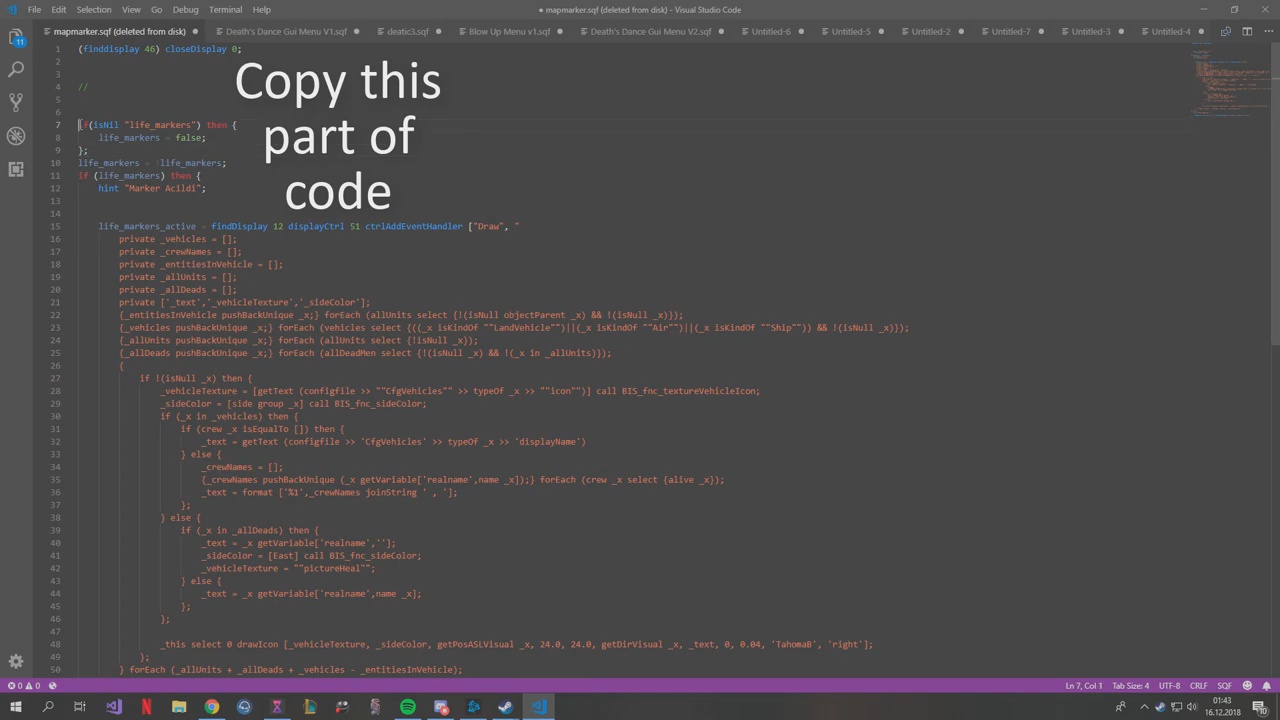 File Edit Selection View Go Debug Terminal Help
● mapmarker.sqf (deleted from disk) - Visual Studio Code
11
mapmarker.sqf (deleted from disk) ●
Death's Dance Gui Menu V1.sqf ●
deatic3.sqf ●
Blow Up Menu v1.sqf ●
Death's Dance Gui Menu V2.sqf ●
Untitled-6 ●
Untitled-5 ●
Untitled-2 ●
Untitled-7 ●
Untitled-3 ●
Untitled-4 ●
Copy this
part of
code
1 (finddisplay 46) closeDisplay 0;
2
3
4 //
5
6
7 if(isNil "life_markers") then {
8 life_markers = false;
9 };
10 life_markers = !life_markers;
11 if (life_markers) then {
12 hint "Marker Acildi";
13
14
15 life_markers_active = findDisplay 12 displayCtrl 51 ctrlAddEventHandler ["Draw", "
16 private _vehicles = [];
17 private _crewNames = [];
18 private _entitiesInVehicle = [];
19 private _allUnits = [];
20 private _allDeads = [];
21 private ['_text','_vehicleTexture','_sideColor'];
22 {_entitiesInVehicle pushBackUnique _x;} forEach (allUnits select {!(isNull objectParent _x) && !(isNull _x)});
23 {_vehicles pushBackUnique _x;} forEach (vehicles select {((_x isKindOf ""LandVehicle"")||(_x isKindOf ""Air"")||(_x isKindOf ""Ship"")) && !(isNull _x)});
24 {_allUnits pushBackUnique _x;} forEach (allUnits select {!isNull _x});
25 {_allDeads pushBackUnique _x;} forEach (allDeadMen select {!(isNull _x) && !(_x in _allUnits)});
26 {
27 if !(isNull _x) then {
28 _vehicleTexture = [getText (configfile >> ""CfgVehicles"" >> typeOf _x >> ""icon"")] call BIS_fnc_textureVehicleIcon;
29 _sideColor = [side group _x] call BIS_fnc_sideColor;
30 if (_x in _vehicles) then {
31 if (crew _x isEqualTo []) then {
32 _text = getText (configfile >> 'CfgVehicles' >> typeOf _x >> 'displayName')
33 } else {
34 _crewNames = [];
35 {_crewNames pushBackUnique (_x getVariable['realname',name _x]);} forEach (crew _x select {alive _x});
36 _text = format ['%1',_crewNames joinString ' , '];
37 };
38 } else {
39 if (_x in _allDeads) then {
40 _text = _x getVariable['realname',''];
41 _sideColor = [East] call BIS_fnc_sideColor;
42 _vehicleTexture = ""pictureHeal"";
43 } else {
44 _text = _x getVariable['realname',name _x];
45 };
46 };
47
48 _this select 0 drawIcon [_vehicleTexture, _sideColor, getPosASLVisual _x, 24.0, 24.0, getDirVisual _x, _text, 0, 0.04, 'TahomaB', 'right'];
49 };
50 } forEach (_allUnits + _allDeads + _vehicles - _entitiesInVehicle);
0 0
Ln 7, Col 1 Tab Size: 4 UTF-8 CRLF SQF
01:43
16.12.2018
10